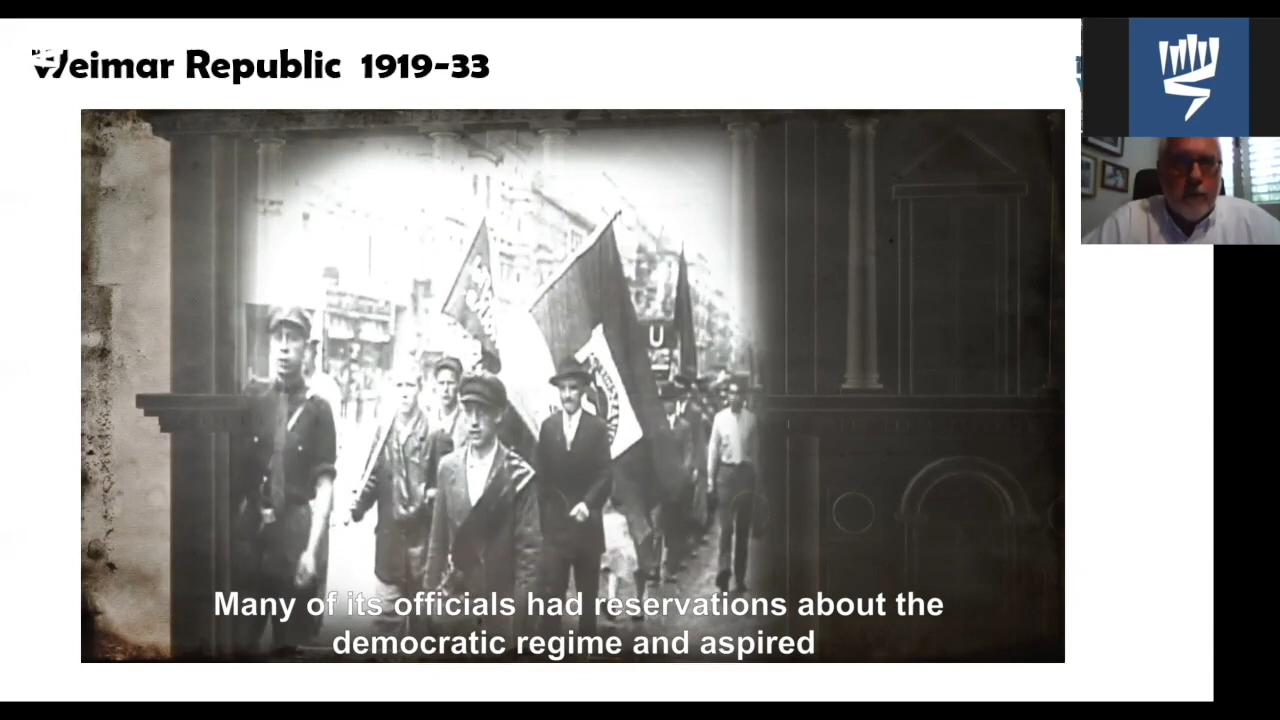 Weimar Republic 1919-33
U
Many of its officials had reservations about the
democratic regime and aspired